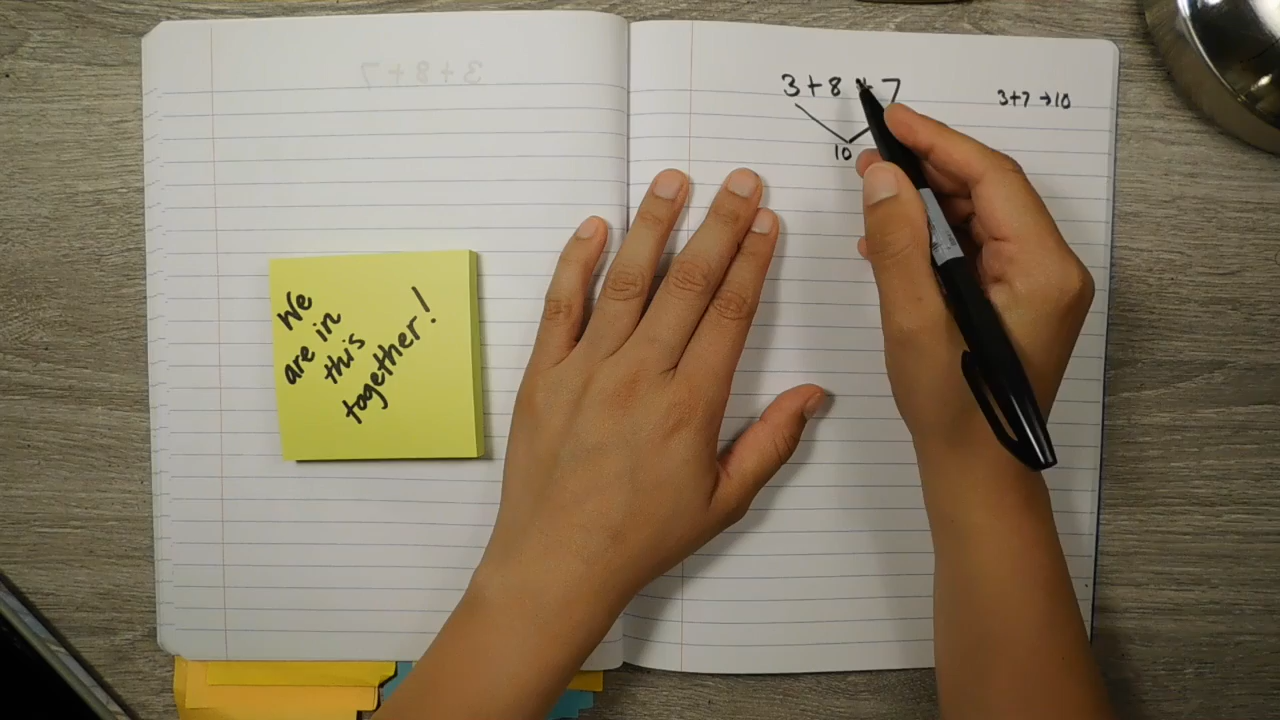 3 + 8 + 7
3+7 → 10
10
We
are in
this
together!